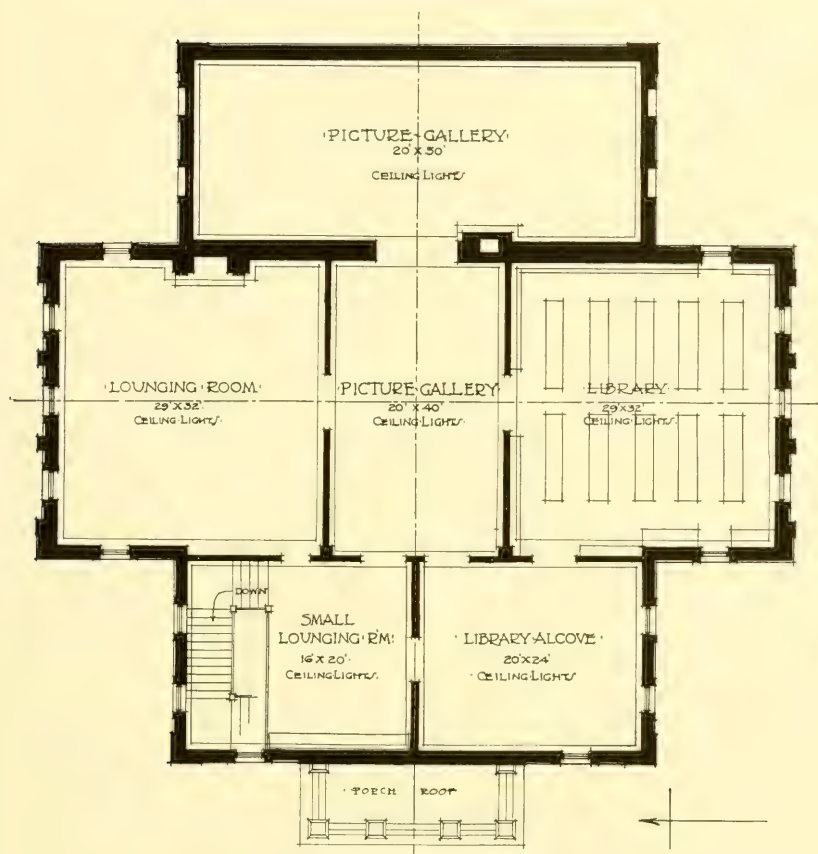 PICTURE-GALLERY
20' X 50'
CEILING LIGHTS
LOUNGING ROOM
29' X 32'
CEILING LIGHTS
PICTURE GALLERY
20' X 40'
CEILING LIGHTS
LIBRARY
29' X 32'
CEILING LIGHTS
DOWN
SMALL
LOUNGING R'M
16' X 20'
CEILING LIGHTS
LIBRARY-ALCOVE
20' X 24'
CEILING LIGHTS
PORCH ROOF